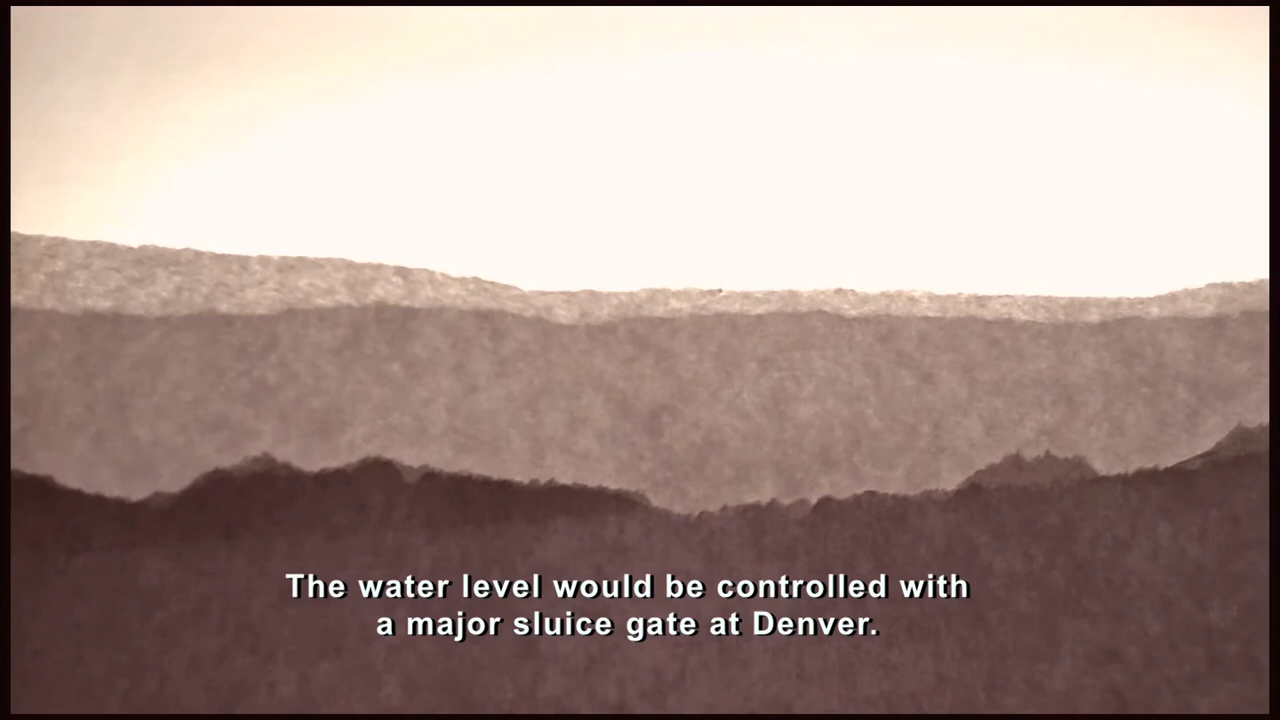 The water level would be controlled with
a major sluice gate at Denver.